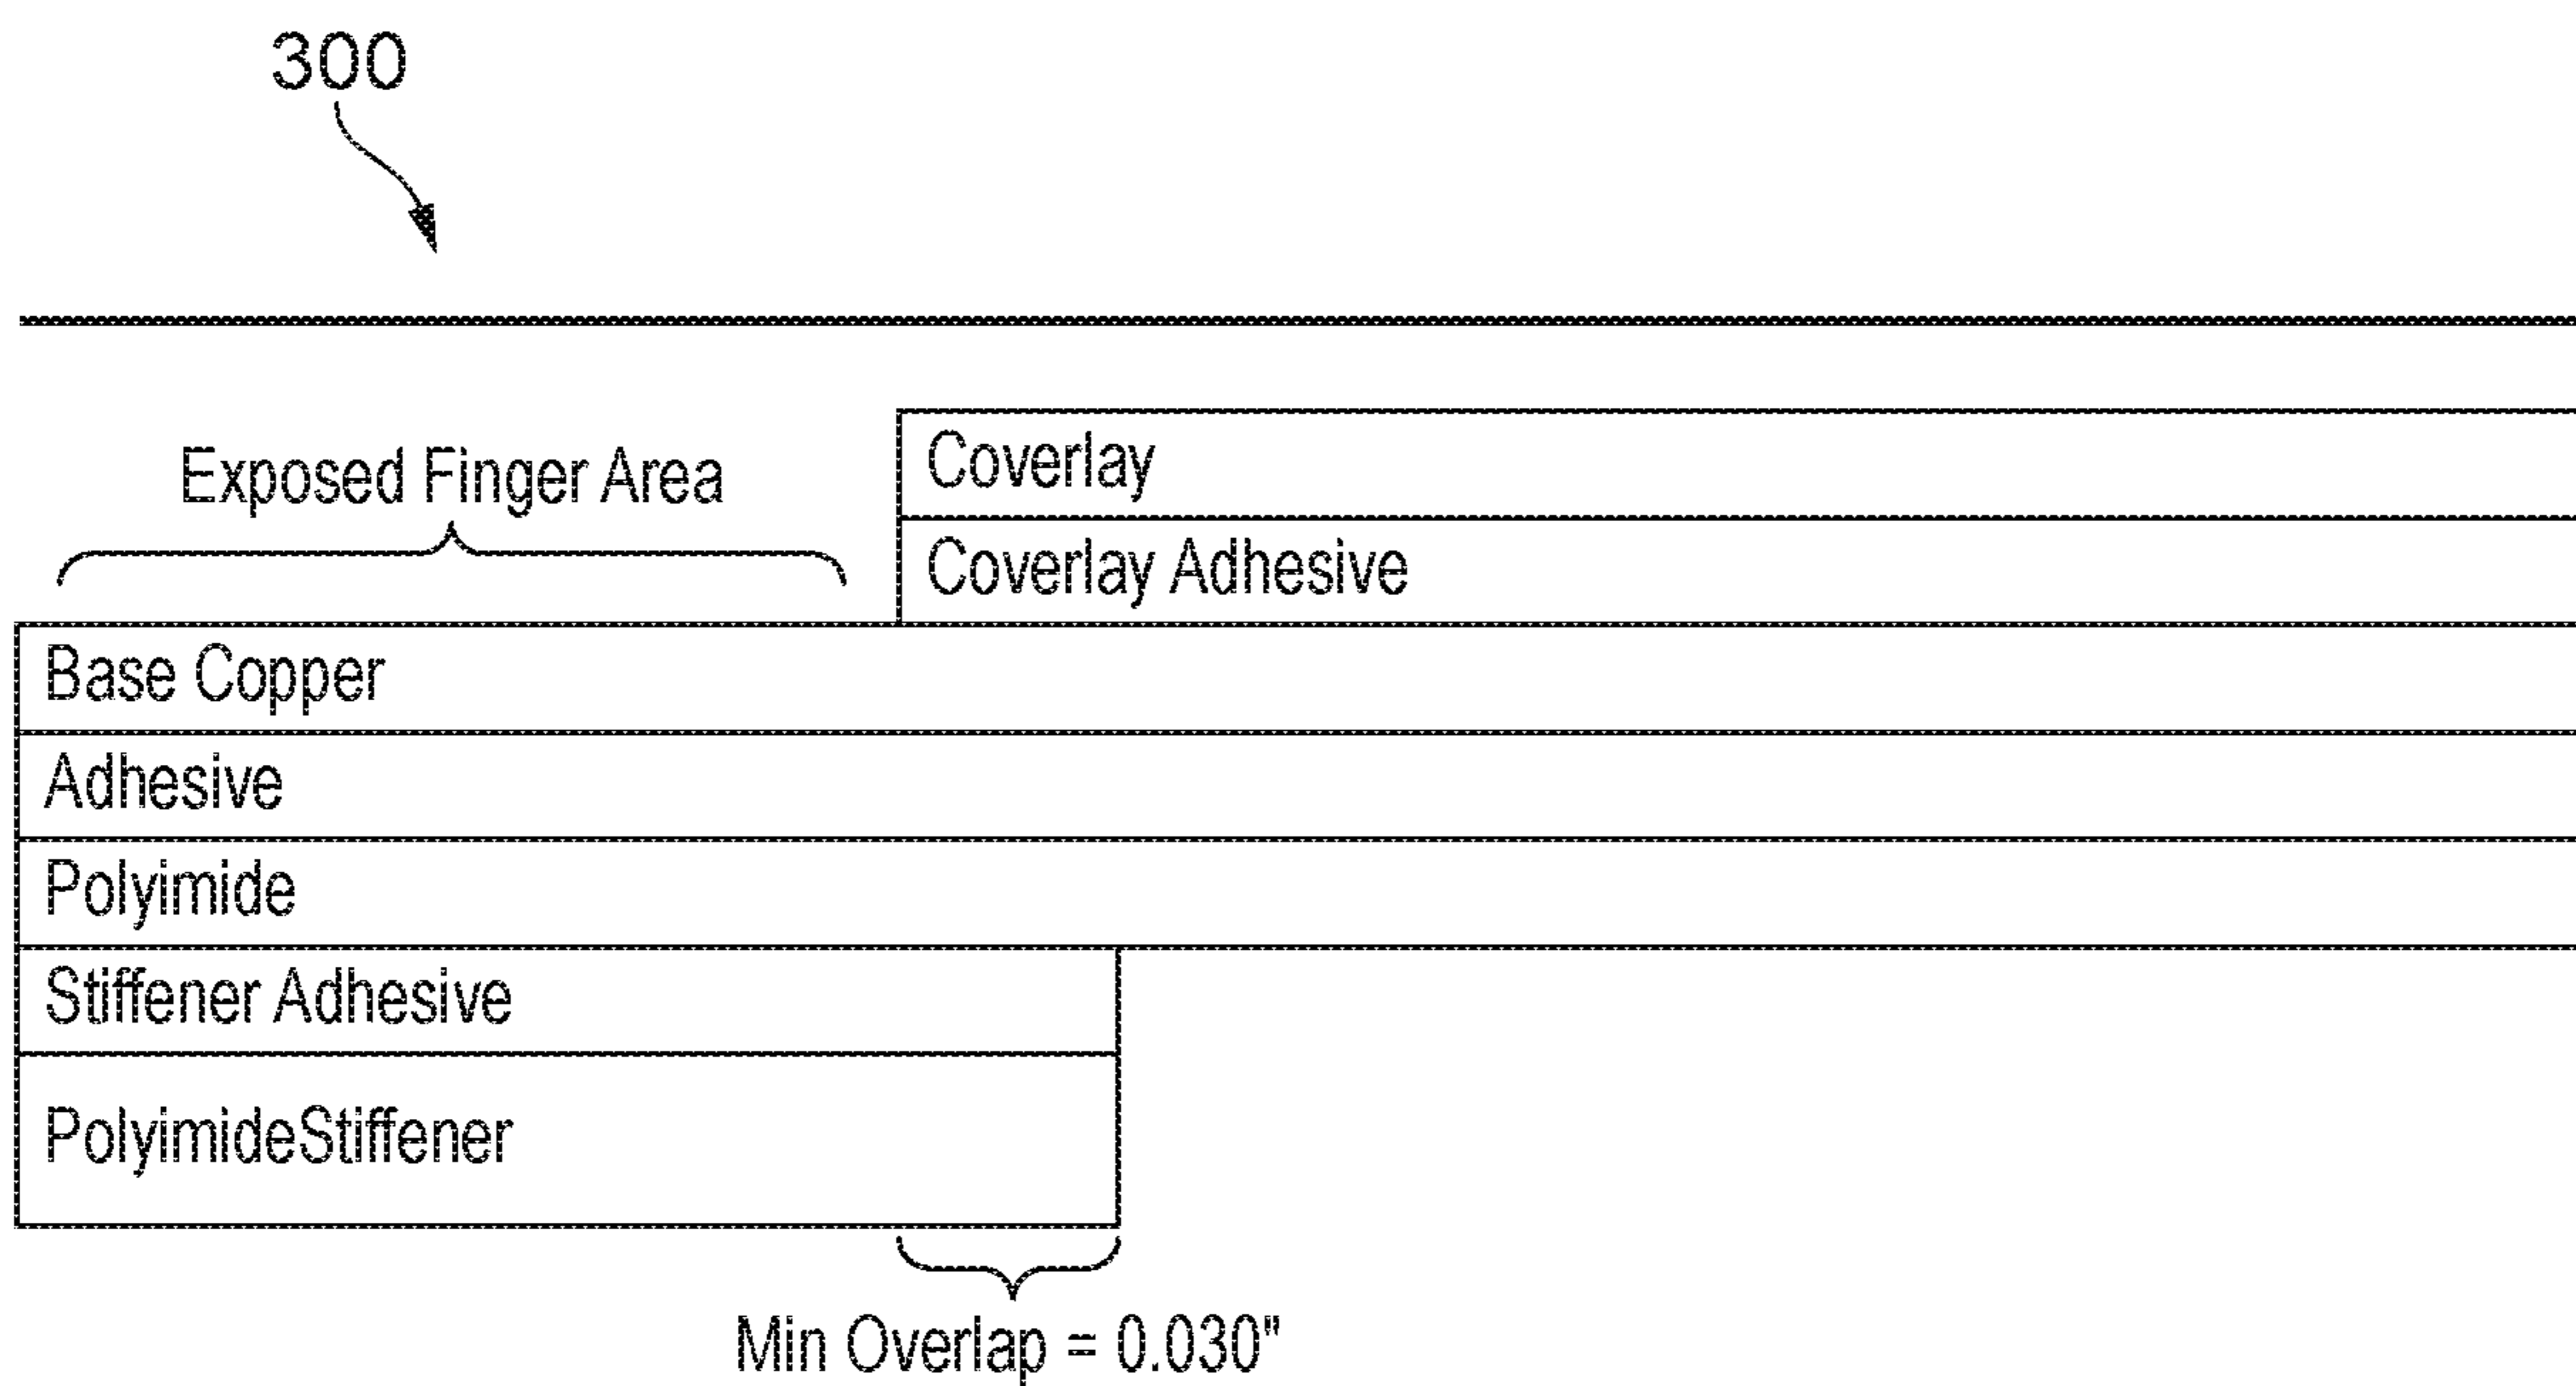 300
Exposed Finger Area
Coverlay
Coverlay Adhesive
Base Copper
Adhesive
Polyimide
Stiffener Adhesive
PolyimideStiffener
Min Overlap = 0.030"